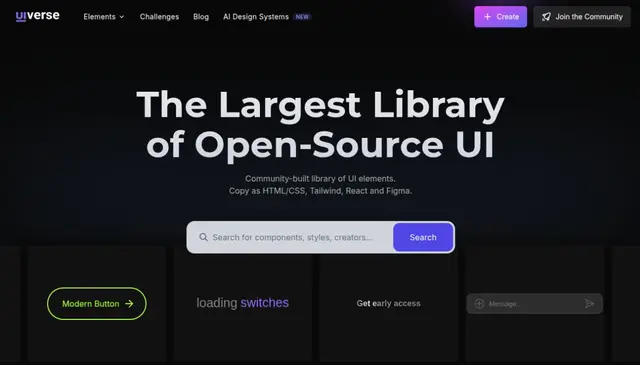 uiverse
Elements
Challenges
Blog
AI Design Systems NEW
Create
Join the Community
The Largest Library
of Open-Source UI
Community-built library of UI elements.
Copy as HTML/CSS, Tailwind, React and Figma.
Search for components, styles, creators...
Search
Modern Button
loading switches
Get early access
Message...